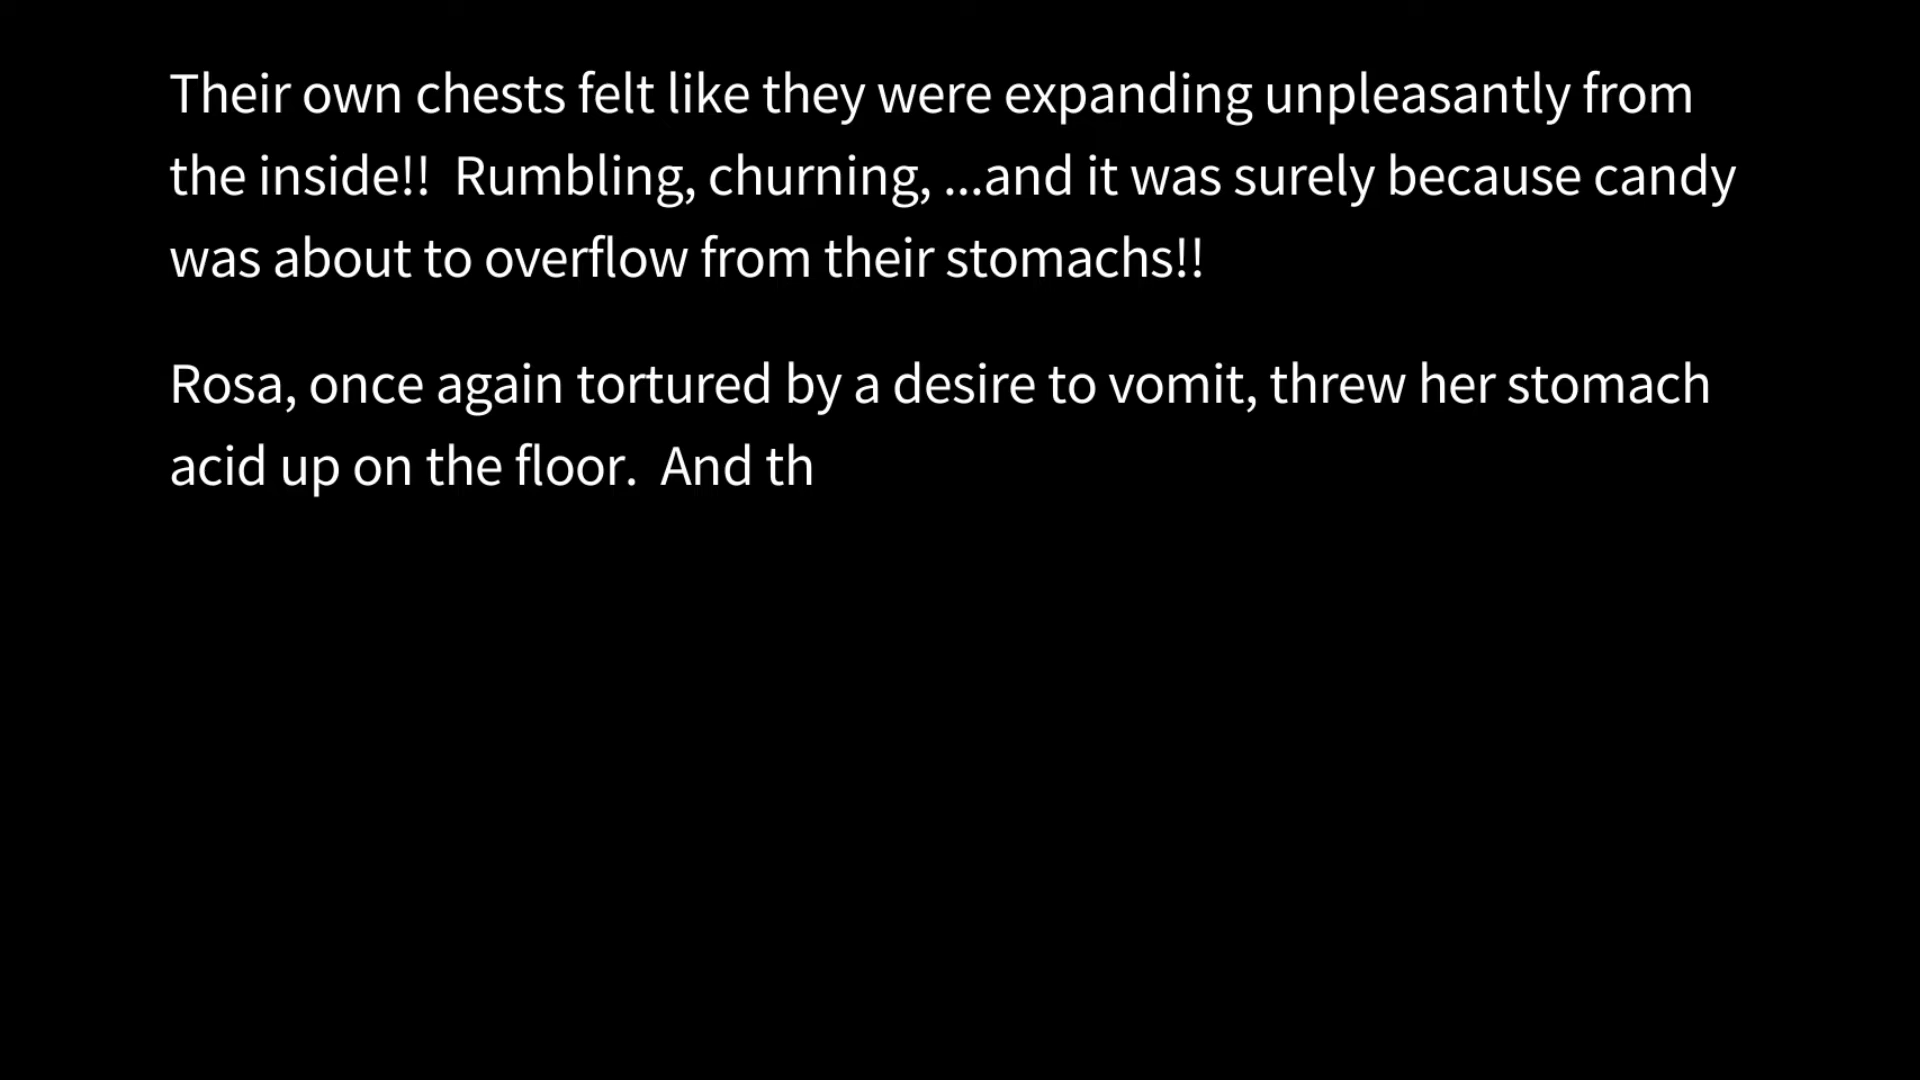 Their own chests felt like they were expanding unpleasantly from
the inside!!  Rumbling, churning, ...and it was surely because candy
was about to overflow from their stomachs!!
Rosa, once again tortured by a desire to vomit, threw her stomach
acid up on the floor.  And th